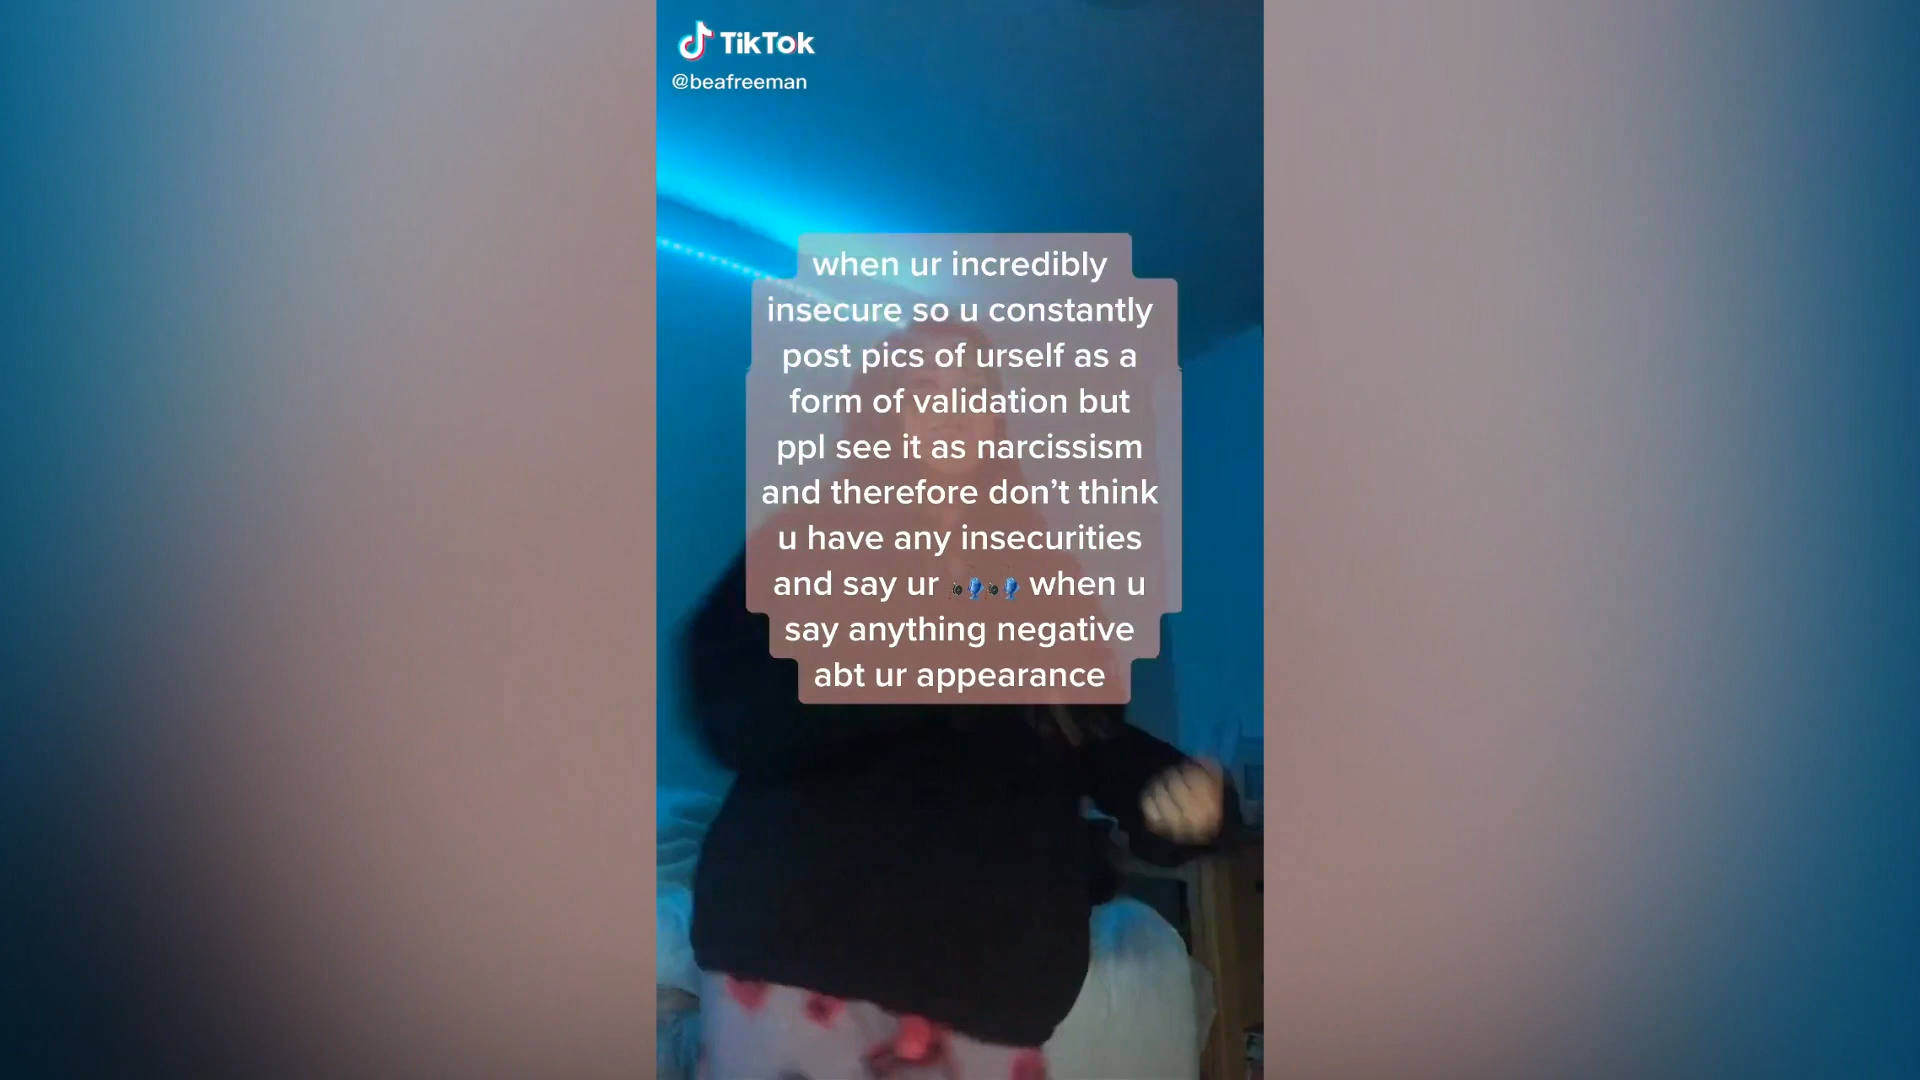 TikTok
@beafreeman
when ur incredibly
insecure so u constantly
post pics of urself as a
form of validation but
ppl see it as narcissism
and therefore don't think
u have any insecurities
and say ur 🎣🎣 when u
say anything negative
abt ur appearance